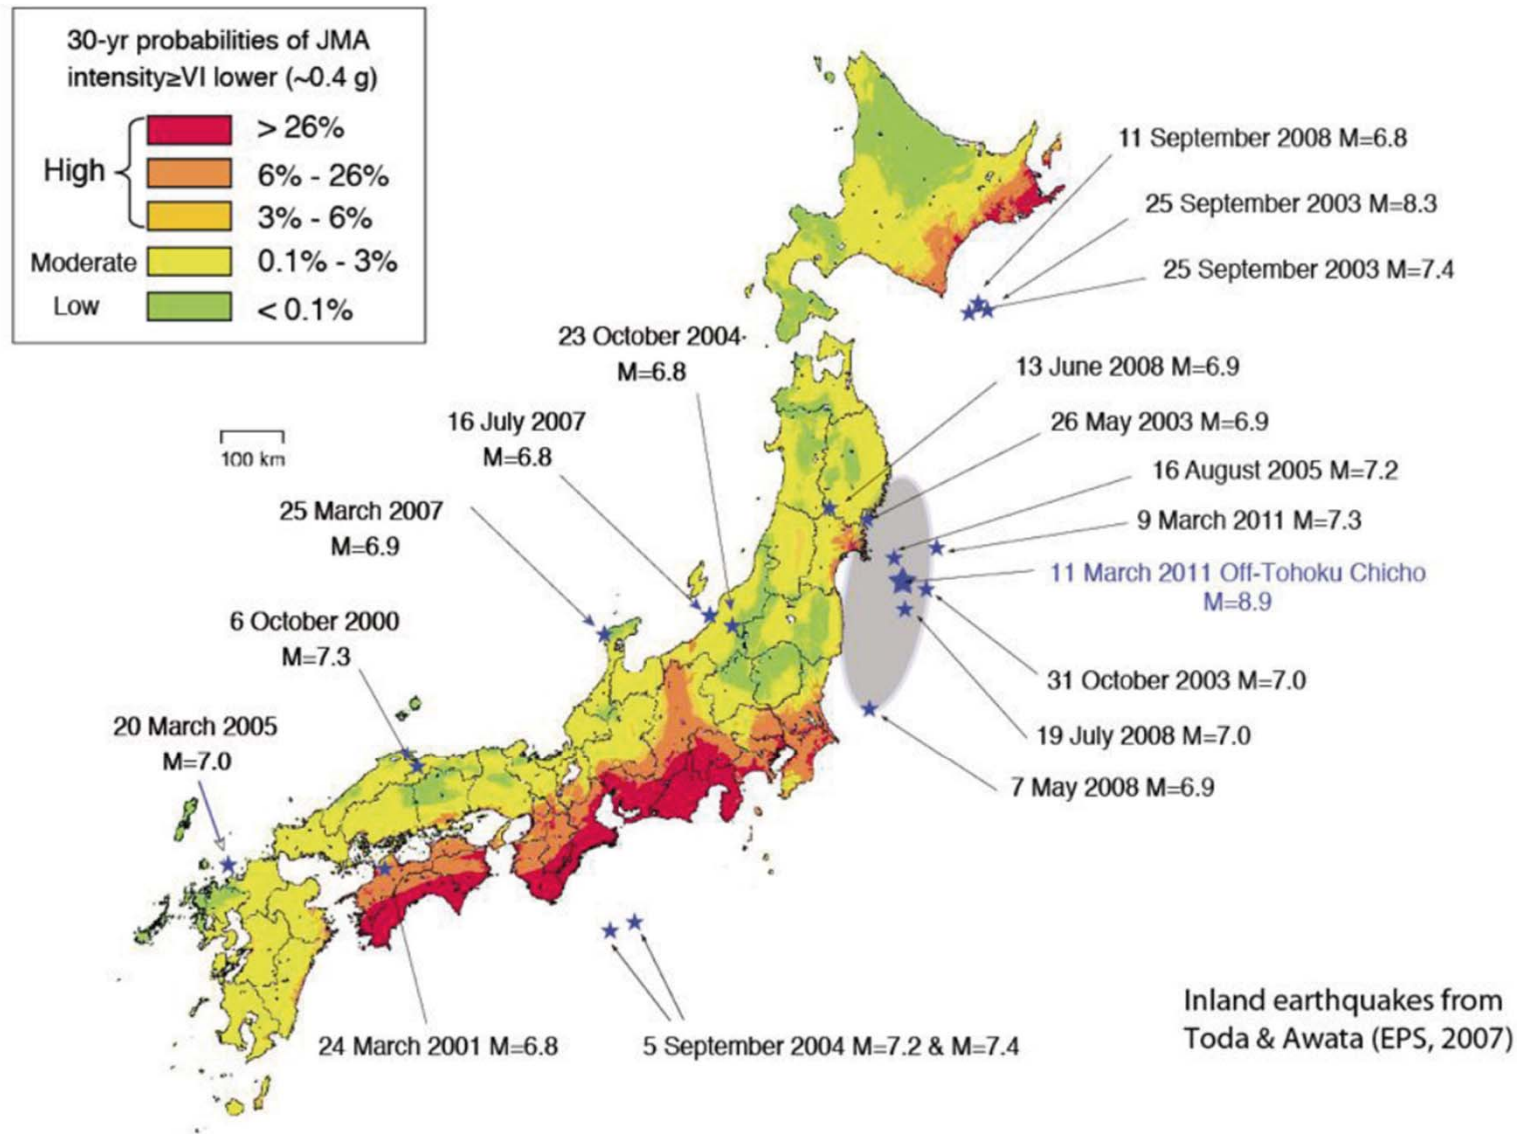 30-yr probabilities of JMA
intensity≥VI lower (~0.4 g)
> 26%
High
6% - 26%
3% - 6%
Moderate
0.1% - 3%
Low
< 0.1%
11 September 2008 M=6.8
25 September 2003 M=8.3
25 September 2003 M=7.4
23 October 2004
M=6.8
13 June 2008 M=6.9
16 July 2007
M=6.8
26 May 2003 M=6.9
100 km
16 August 2005 M=7.2
25 March 2007
M=6.9
9 March 2011 M=7.3
11 March 2011 Off-Tohoku Chicho
M=8.9
6 October 2000
M=7.3
31 October 2003 M=7.0
20 March 2005
M=7.0
19 July 2008 M=7.0
7 May 2008 M=6.9
24 March 2001 M=6.8
5 September 2004 M=7.2 & M=7.4
Inland earthquakes from
Toda & Awata (EPS, 2007)